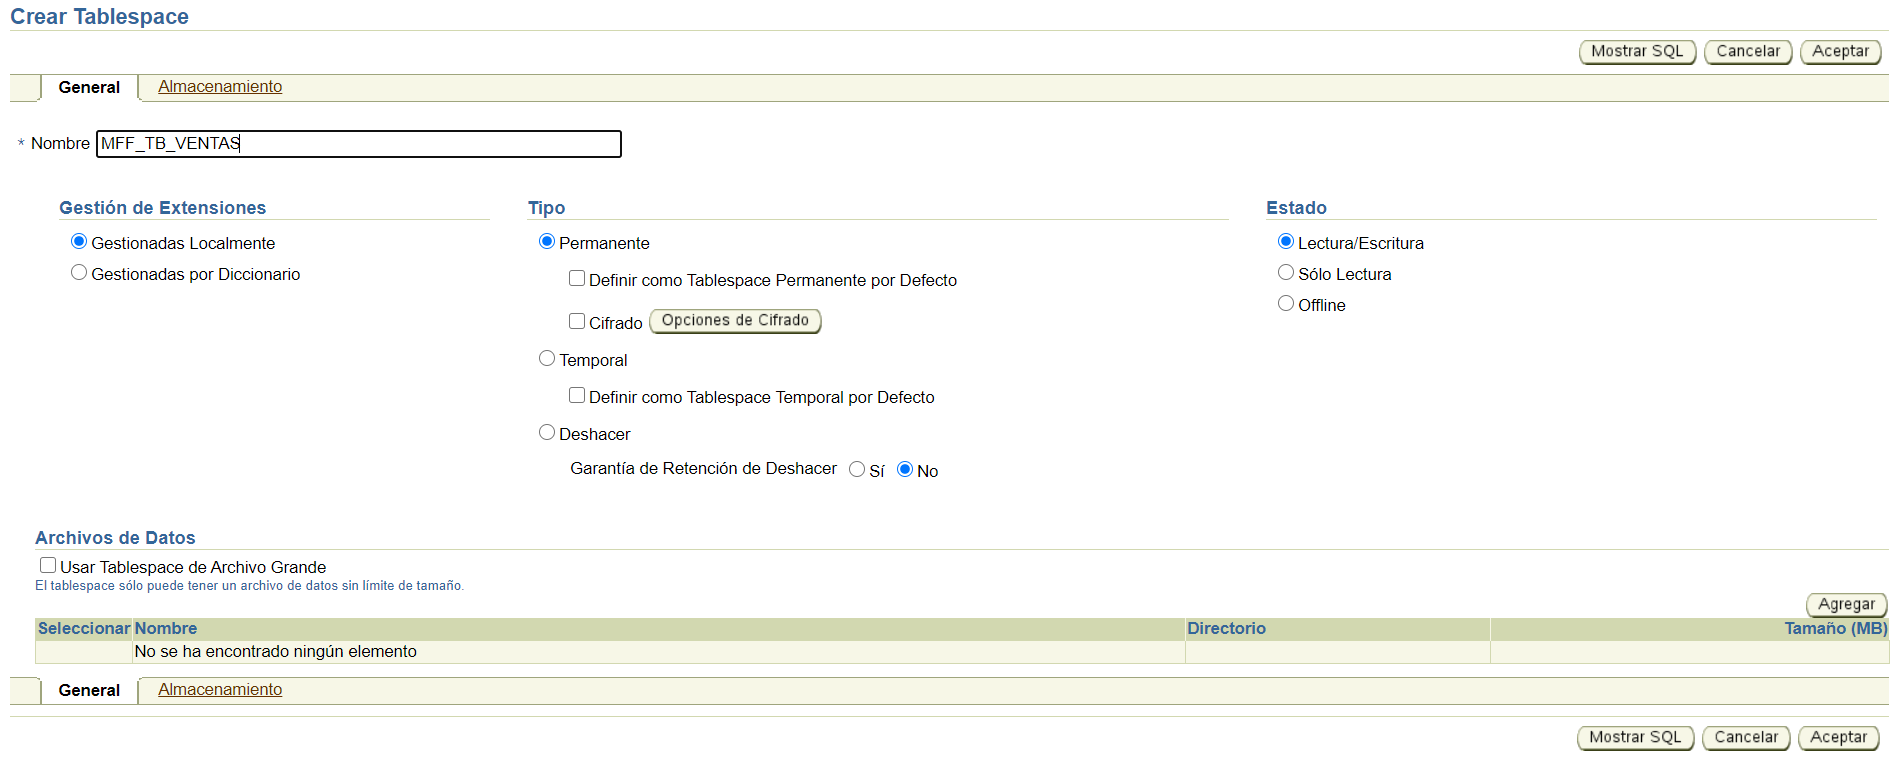 Crear Tablespace
Mostrar SQL Cancelar Aceptar
General Almacenamiento
* Nombre MFF_TB_VENTAS
Gestión de Extensiones Tipo Estado
Gestionadas Localmente Permanente Lectura/Escritura
Gestionadas por Diccionario Definir como Tablespace Permanente por Defecto Sólo Lectura
Cifrado Opciones de Cifrado Offline
Temporal
Definir como Tablespace Temporal por Defecto
Deshacer
Garantía de Retención de Deshacer Sí No
Archivos de Datos
Usar Tablespace de Archivo Grande
El tablespace sólo puede tener un archivo de datos sin límite de tamaño.
Agregar
Seleccionar Nombre Directorio Tamaño (MB)
No se ha encontrado ningún elemento
General Almacenamiento
Mostrar SQL Cancelar Aceptar